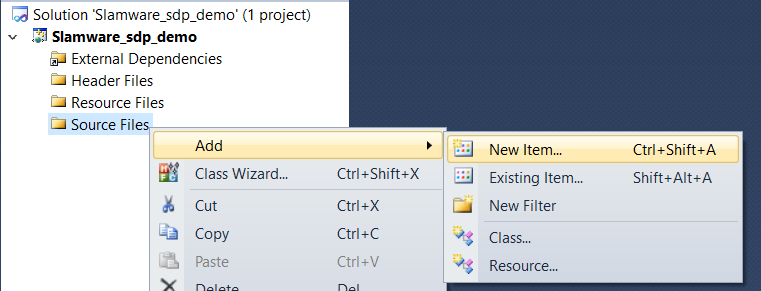 Solution 'Slamware_sdp_demo' (1 project)
Slamware_sdp_demo
External Dependencies
Header Files
Resource Files
Source Files
Add
Class Wizard... Ctrl+Shift+X
Cut Ctrl+X
Copy Ctrl+C
Paste Ctrl+V
Delete Del
New Item... Ctrl+Shift+A
Existing Item... Shift+Alt+A
New Filter
Class...
Resource...